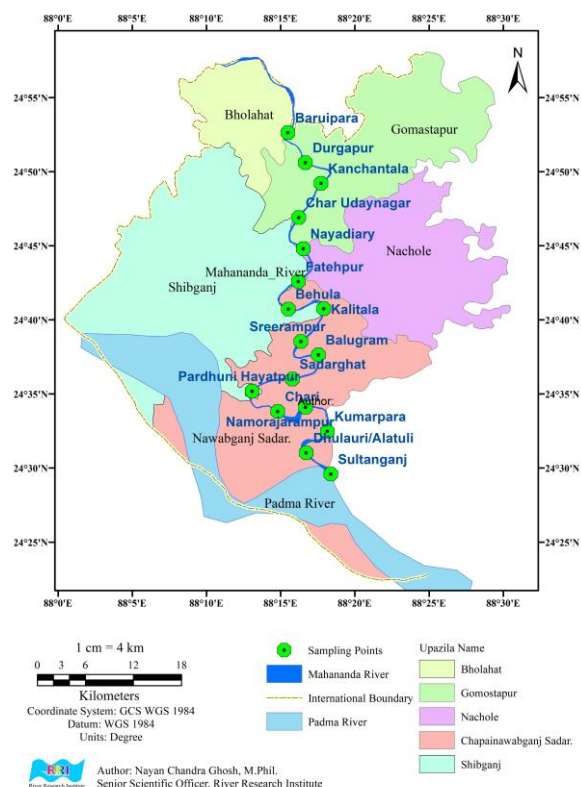 88°0'E 88°5'E 88°10'E 88°15'E 88°20'E 88°25'E 88°30'E
N
24°55'N 24°55'N
Bholahat
Baruipara
Gomastapur
Durgapur
24°50'N 24°50'N
Kanchantala
Char Udaynagar
Nayadiary
24°45'N 24°45'N
Nachole
Fatehpur
Mahananda_River
Shibganj
Behula
Kalitala
24°40'N 24°40'N
Sreerampur
Balugram
Sadarghat
Pardhuni Hayatpur
24°35'N 24°35'N
Chari
Author:
Namorajarampur
Kumarpara
Nawabganj Sadar.
Dhulauri/Alatuli
Sultanganj
24°30'N 24°30'N
Padma River
24°25'N 24°25'N
88°0'E 88°5'E 88°10'E 88°15'E 88°20'E 88°25'E 88°30'E
1 cm = 4 km
0 3 6 12 18
Kilometers
Coordinate System: GCS WGS 1984
Datum: WGS 1984
Units: Degree
Sampling Points
Mahananda River
International Boundary
Padma River
Upazila Name
Bholahat
Gomostapur
Nachole
Chapainawabganj Sadar.
Shibganj
RRI
River Research Institute
Author: Nayan Chandra Ghosh, M.Phil.
Senior Scientific Officer, River Research Institute